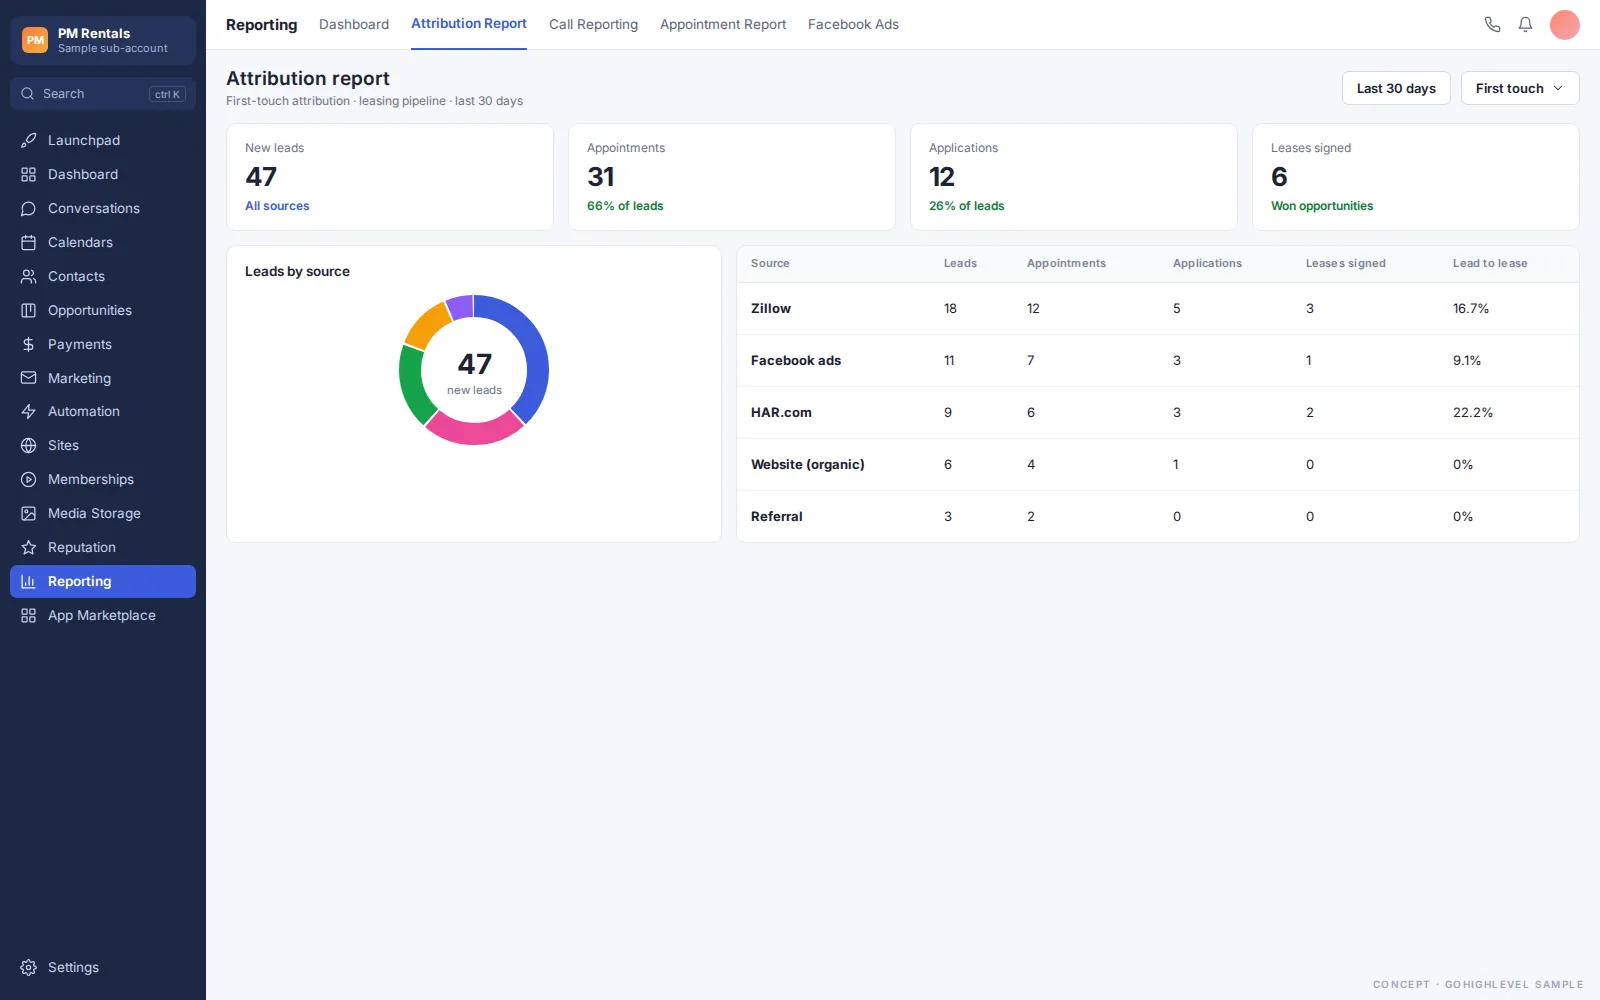 PM
PM Rentals
Sample sub-account
Search
ctrl K
Launchpad
Dashboard
Conversations
Calendars
Contacts
Opportunities
Payments
Marketing
Automation
Sites
Memberships
Media Storage
Reputation
Reporting
App Marketplace
Settings
Reporting Dashboard Attribution Report Call Reporting Appointment Report Facebook Ads
Attribution report
First-touch attribution · leasing pipeline · last 30 days
Last 30 days
First touch
New leads
47
All sources
Appointments
31
66% of leads
Applications
12
26% of leads
Leases signed
6
Won opportunities
Leads by source
47
new leads
Source Leads Appointments Applications Leases signed Lead to lease
Zillow 18 12 5 3 16.7%
Facebook ads 11 7 3 1 9.1%
HAR.com 9 6 3 2 22.2%
Website (organic) 6 4 1 0 0%
Referral 3 2 0 0 0%
CONCEPT · GOHIGHLEVEL SAMPLE